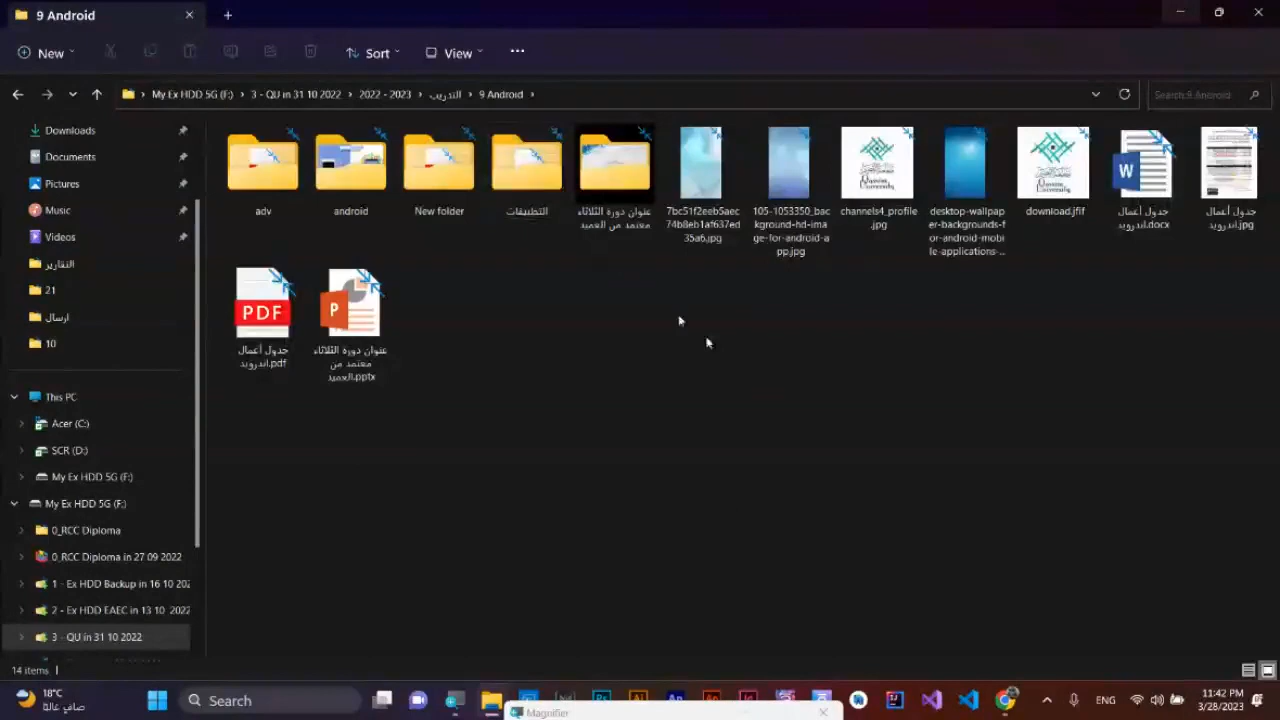 9 Android
New
Sort
View
My Ex HDD 5G (F:) › 3 - QU in 31 10 2022 › 2022 - 2023 › التدريب › 9 Android ›
Search 9 Android
Downloads
Documents
Pictures
Music
Videos
التقارير
21
ارسال
10
This PC
Acer (C:)
SCR (D:)
My Ex HDD 5G (F:)
My Ex HDD 5G (F:)
0_RCC Diploma
0_RCC Diploma in 27 09 2022
1 - Ex HDD Backup in 16 10 202
2 - Ex HDD EAEC in 13 10 2022
3 - QU in 31 10 2022
adv
android
New folder
التطبيقات
عنوان دورة الثلاثاء
معتمد من العميد
7bc51f2eeb5aec
74b8eb1af637ed
35a6.jpg
105-1053350_bac
kground-hd-ima
ge-for-android-a
pp.jpg
channels4_profile
.jpg
desktop-wallpap
er-backgrounds-f
or-android-mobi
le-applications-...
download.jfif
جدول أعمال
اندرويد.docx
جدول أعمال
اندرويد.jpg
PDF
جدول أعمال
اندرويد.pdf
عنوان دورة الثلاثاء
معتمد من
العميد.pptx
14 items
18°C
صافٍ غالبًا
Search
Magnifier
ENG
11:42 PM
3/28/2023